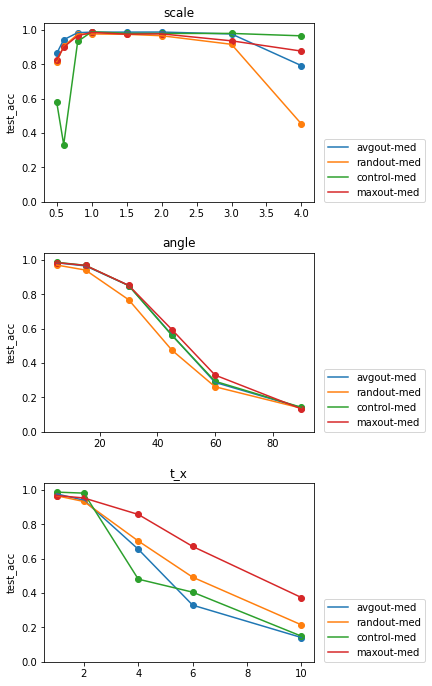 scale
test_acc
1.0
0.8
0.6
0.4
0.2
0.0
0.5 1.0 1.5 2.0 2.5 3.0 3.5 4.0
avgout-med
randout-med
control-med
maxout-med
angle
test_acc
1.0
0.8
0.6
0.4
0.2
0.0
20 40 60 80
avgout-med
randout-med
control-med
maxout-med
t_x
test_acc
1.0
0.8
0.6
0.4
0.2
0.0
2 4 6 8 10
avgout-med
randout-med
control-med
maxout-med